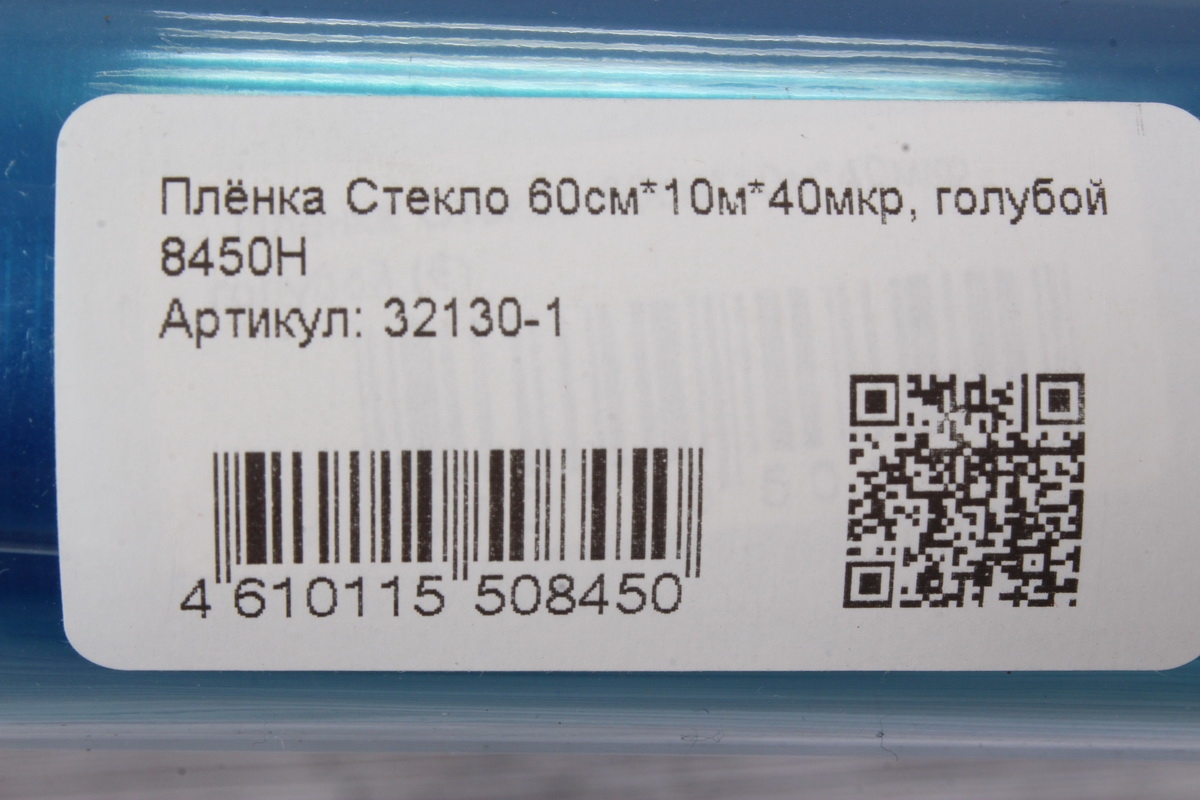 Плёнка Стекло 60см*10м*40мкр, голубой
8450Н
Артикул: 32130-1
4 610115 508450